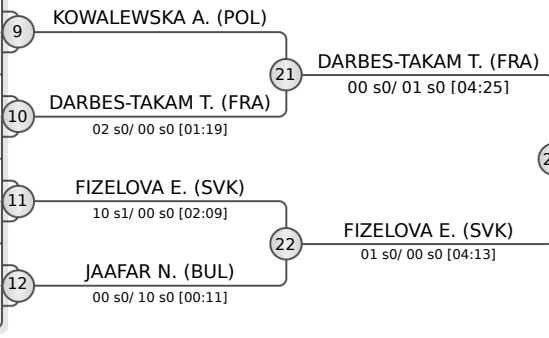 KOWALEWSKA A. (POL)
9
21
DARBES-TAKAM T. (FRA)
00 s0/ 01 s0 [04:25]
DARBES-TAKAM T. (FRA)
10
02 s0/ 00 s0 [01:19]
FIZELOVA E. (SVK)
11
10 s1/ 00 s0 [02:09]
22
FIZELOVA E. (SVK)
01 s0/ 00 s0 [04:13]
JAAFAR N. (BUL)
12
00 s0/ 10 s0 [00:11]